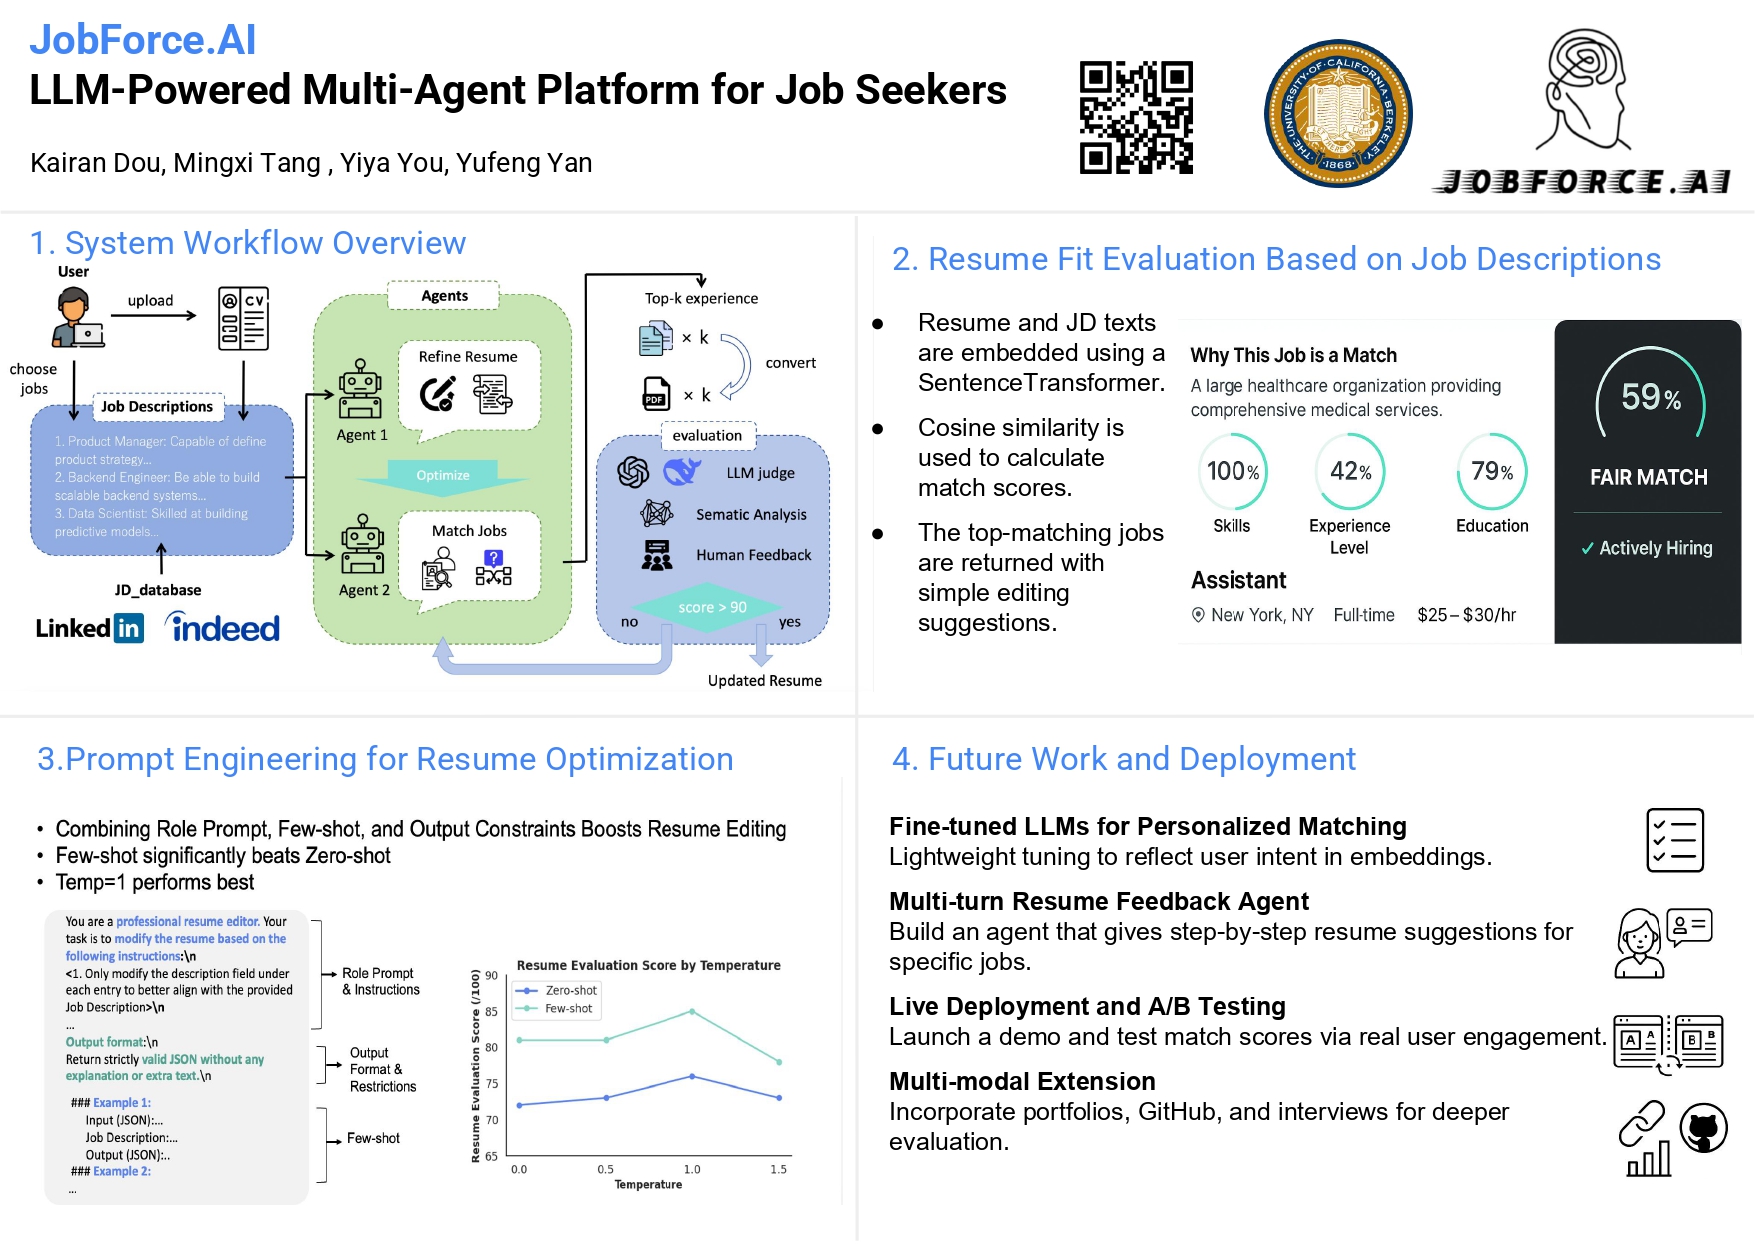 JobForce.AI
LLM-Powered Multi-Agent Platform for Job Seekers
Kairan Dou, Mingxi Tang , Yiya You, Yufeng Yan
THE·UNIVERSITY·OF·CALIFORNIA·BERKELEY
·1868·
JOBFORCE.AI
1. System Workflow Overview
User
upload
CV
choose
jobs
Job Descriptions
1. Product Manager: Capable of define
product strategy...
2. Backend Engineer: Be able to build
scalable backend systems...
3. Data Scientist: Skilled at building
predictive models...
JD_database
Linked in
indeed
Agents
Refine Resume
Agent 1
Optimize
Match Jobs
?
Agent 2
Top-k experience
× k
convert
PDF
× k
evaluation
LLM judge
Sematic Analysis
Human Feedback
score > 90
no
yes
Updated Resume
2. Resume Fit Evaluation Based on Job Descriptions
● Resume and JD texts
are embedded using a
SentenceTransformer.
● Cosine similarity is
used to calculate
match scores.
● The top-matching jobs
are returned with
simple editing
suggestions.
Why This Job is a Match
A large healthcare organization providing
comprehensive medical services.
100%
42%
79%
Skills
Experience
Level
Education
Assistant
New York, NY Full-time $25 – $30/hr
59%
FAIR MATCH
✓ Actively Hiring
3.Prompt Engineering for Resume Optimization
• Combining Role Prompt, Few-shot, and Output Constraints Boosts Resume Editing
• Few-shot significantly beats Zero-shot
• Temp=1 performs best
You are a professional resume editor. Your
task is to modify the resume based on the
following instructions:\n
<1. Only modify the description field under
each entry to better align with the provided
Job Description>\n
...
Output format:\n
Return strictly valid JSON without any
explanation or extra text.\n
### Example 1:
Input (JSON):...
Job Description:...
Output (JSON):..
### Example 2:
...
Role Prompt
& Instructions
Output
Format &
Restrictions
Few-shot
Resume Evaluation Score by Temperature
Resume Evaluation Score (/100)
90
85
80
75
70
65
Zero-shot
Few-shot
0.0
0.5
1.0
1.5
Temperature
4. Future Work and Deployment
Fine-tuned LLMs for Personalized Matching
Lightweight tuning to reflect user intent in embeddings.
Multi-turn Resume Feedback Agent
Build an agent that gives step-by-step resume suggestions for
specific jobs.
Live Deployment and A/B Testing
Launch a demo and test match scores via real user engagement.
A A B B
Multi-modal Extension
Incorporate portfolios, GitHub, and interviews for deeper
evaluation.